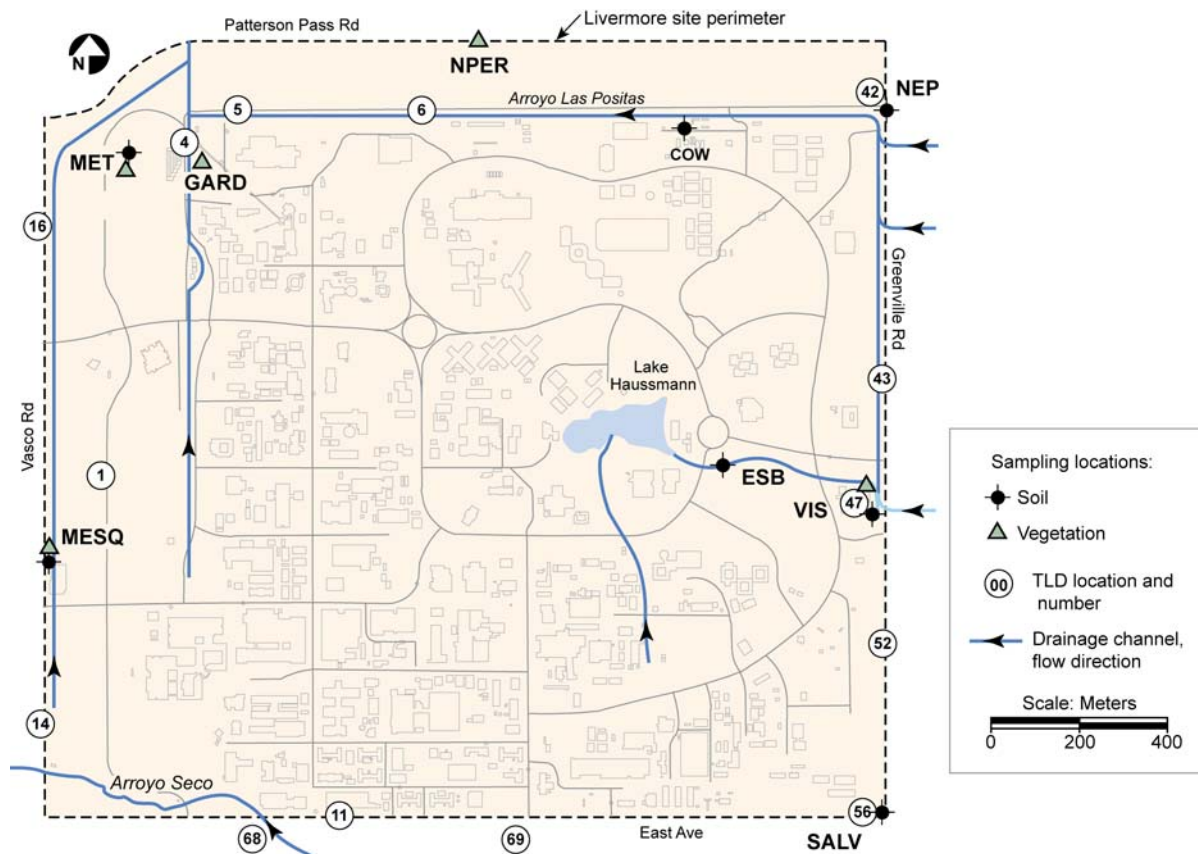 Patterson Pass Rd
Livermore site perimeter
N
NPER
42
NEP
5
6
Arroyo Las Positas
4
COW
MET
GARD
16
Greenville Rd
43
Lake
Haussmann
Vasco Rd
1
ESB
VIS
47
MESQ
52
14
Arroyo Seco
11
68
69
East Ave
56
SALV
Sampling locations:
Soil
Vegetation
00
TLD location and
number
Drainage channel,
flow direction
Scale: Meters
0 200 400